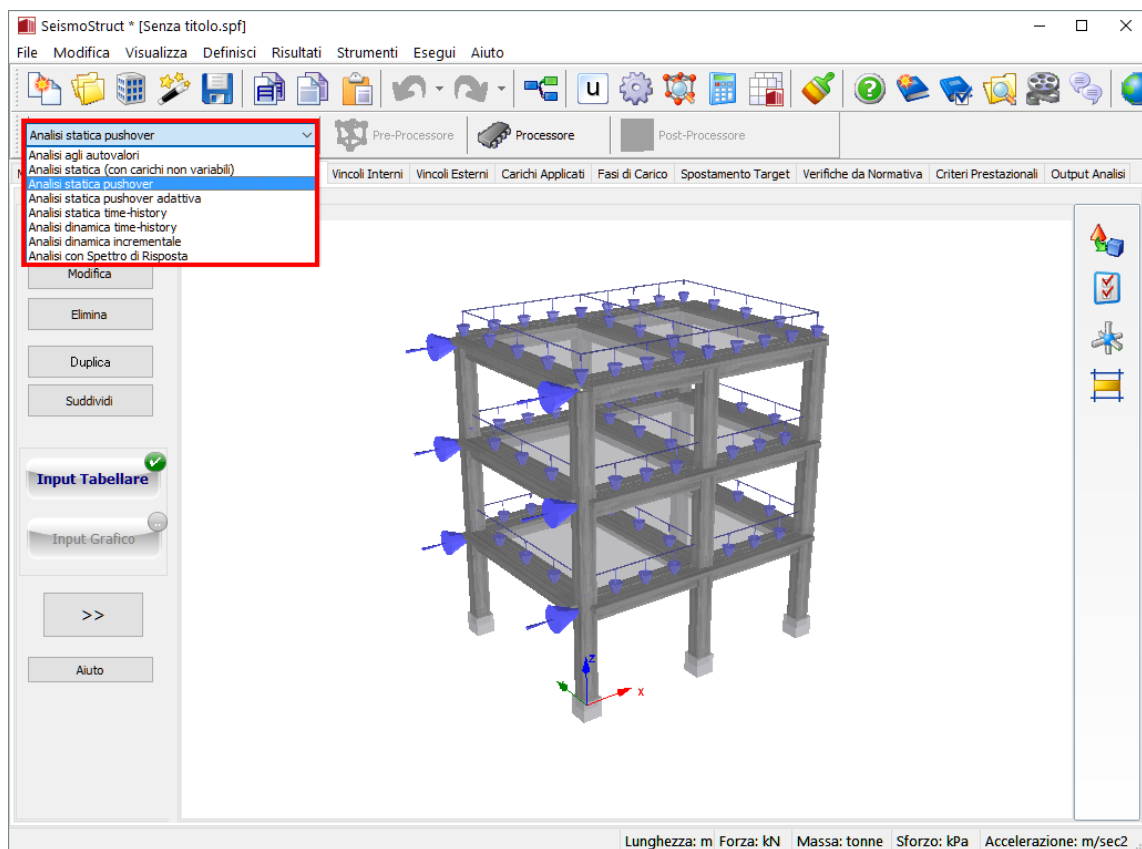 SeismoStruct * [Senza titolo.spf]
File Modifica Visualizza Definisci Risultati Strumenti Esegui Aiuto
u
Analisi statica pushover
Pre-Processore
Processore
Post-Processore
Analisi agli autovalori
Analisi statica (con carichi non variabili)
Analisi statica pushover
Analisi statica pushover adattiva
Analisi statica time-history
Analisi dinamica time-history
Analisi dinamica incrementale
Analisi con Spettro di Risposta
Vincoli Interni Vincoli Esterni Carichi Applicati Fasi di Carico Spostamento Target Verifiche da Normativa Criteri Prestazionali Output Analisi
Modifica
Elimina
Duplica
Suddividi
Input Tabellare
Input Grafico
>>
Aiuto
z
x
Lunghezza: m Forza: kN Massa: tonne Sforzo: kPa Accelerazione: m/sec2